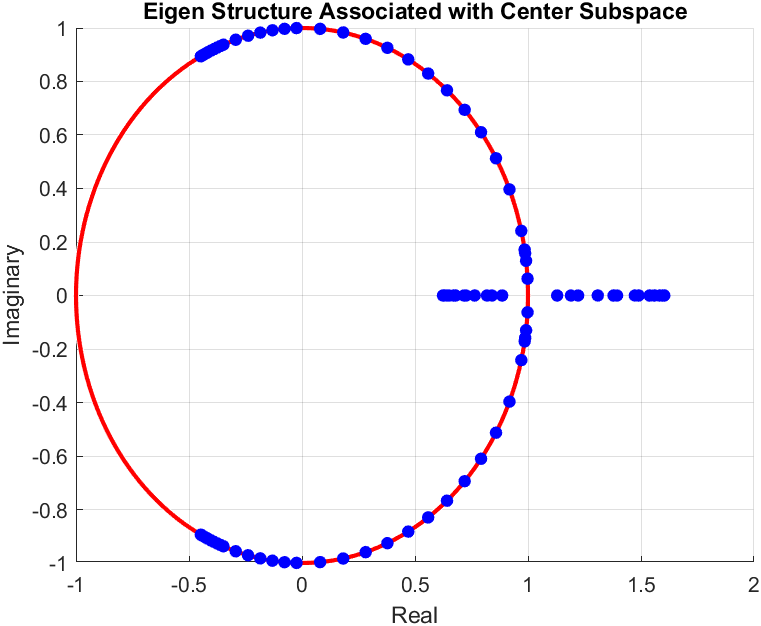 Eigen Structure Associated with Center Subspace
1
0.8
0.6
0.4
0.2
0
-0.2
-0.4
-0.6
-0.8
-1
Imaginary
-1 -0.5 0 0.5 1 1.5 2
Real